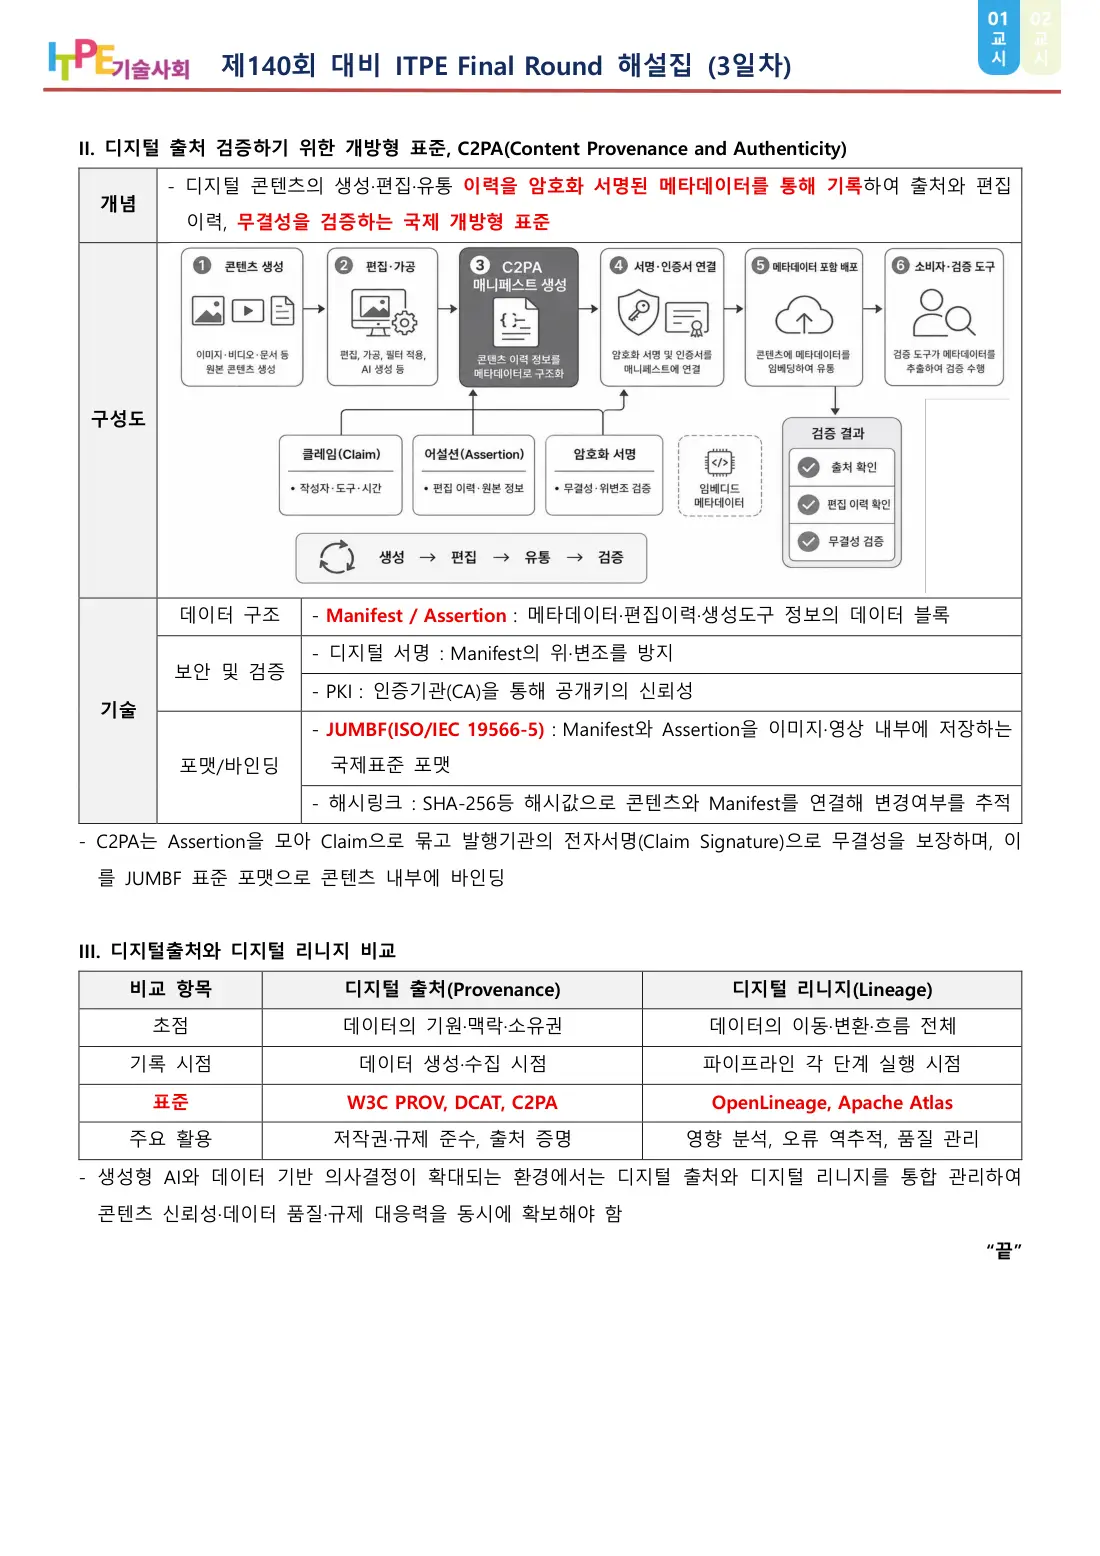 ITPE기술사회
제140회 대비 ITPE Final Round 해설집 (3일차)
01
교
시
02
교
시
II. 디지털 출처 검증하기 위한 개방형 표준, C2PA(Content Provenance and Authenticity)
개념
- 디지털 콘텐츠의 생성·편집·유통 이력을 암호화 서명된 메타데이터를 통해 기록하여 출처와 편집
이력, 무결성을 검증하는 국제 개방형 표준
구성도
1 콘텐츠 생성
이미지·비디오·문서 등
원본 콘텐츠 생성
2 편집·가공
편집, 가공, 필터 적용,
AI 생성 등
3 C2PA
매니페스트 생성
콘텐츠 이력 정보를
메타데이터로 구조화
4 서명·인증서 연결
암호화 서명 및 인증서를
매니페스트에 연결
5 메타데이터 포함 배포
콘텐츠에 메타데이터를
임베딩하여 유통
6 소비자·검증 도구
검증 도구가 메타데이터를
추출하여 검증 수행
클레임(Claim)
• 작성자·도구·시간
어설션(Assertion)
• 편집 이력·원본 정보
암호화 서명
• 무결성·위변조 검증
임베디드
메타데이터
검증 결과
출처 확인
편집 이력 확인
무결성 검증
생성 → 편집 → 유통 → 검증
기술
데이터 구조
- Manifest / Assertion : 메타데이터·편집이력·생성도구 정보의 데이터 블록
보안 및 검증
- 디지털 서명 : Manifest의 위·변조를 방지
- PKI : 인증기관(CA)을 통해 공개키의 신뢰성
포맷/바인딩
- JUMBF(ISO/IEC 19566-5) : Manifest와 Assertion을 이미지·영상 내부에 저장하는
국제표준 포맷
- 해시링크 : SHA-256등 해시값으로 콘텐츠와 Manifest를 연결해 변경여부를 추적
- C2PA는 Assertion을 모아 Claim으로 묶고 발행기관의 전자서명(Claim Signature)으로 무결성을 보장하며, 이
를 JUMBF 표준 포맷으로 콘텐츠 내부에 바인딩
III. 디지털출처와 디지털 리니지 비교
비교 항목 디지털 출처(Provenance) 디지털 리니지(Lineage)
초점 데이터의 기원·맥락·소유권 데이터의 이동·변환·흐름 전체
기록 시점 데이터 생성·수집 시점 파이프라인 각 단계 실행 시점
표준 W3C PROV, DCAT, C2PA OpenLineage, Apache Atlas
주요 활용 저작권·규제 준수, 출처 증명 영향 분석, 오류 역추적, 품질 관리
- 생성형 AI와 데이터 기반 의사결정이 확대되는 환경에서는 디지털 출처와 디지털 리니지를 통합 관리하여
콘텐츠 신뢰성·데이터 품질·규제 대응력을 동시에 확보해야 함
“끝”